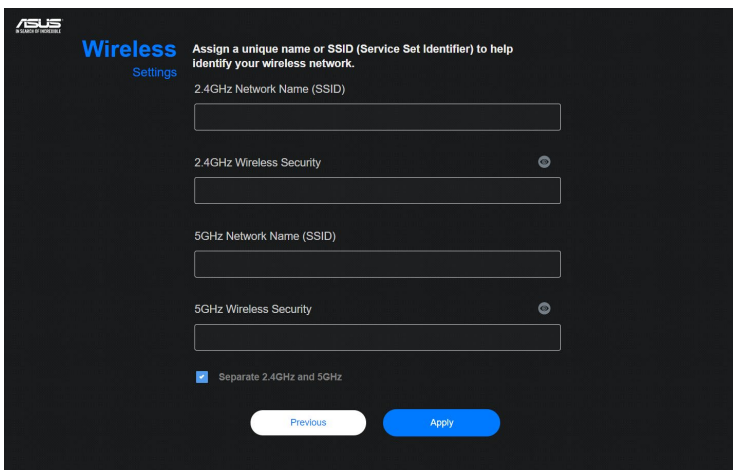 ASUS
IN SEARCH OF INCREDIBLE
Wireless
Settings
Assign a unique name or SSID (Service Set Identifier) to help
identify your wireless network.
2.4GHz Network Name (SSID)
2.4GHz Wireless Security
5GHz Network Name (SSID)
5GHz Wireless Security
Separate 2.4GHz and 5GHz
Previous
Apply